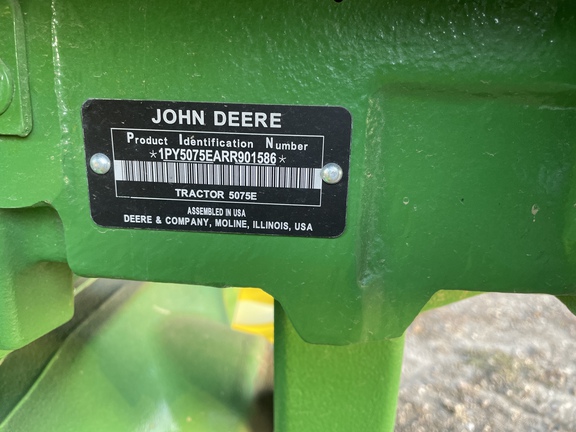 JOHN DEERE
Product Identification Number
*1PY5075EARR901586*
TRACTOR 5075E
ASSEMBLED IN USA
DEERE & COMPANY, MOLINE, ILLINOIS, USA